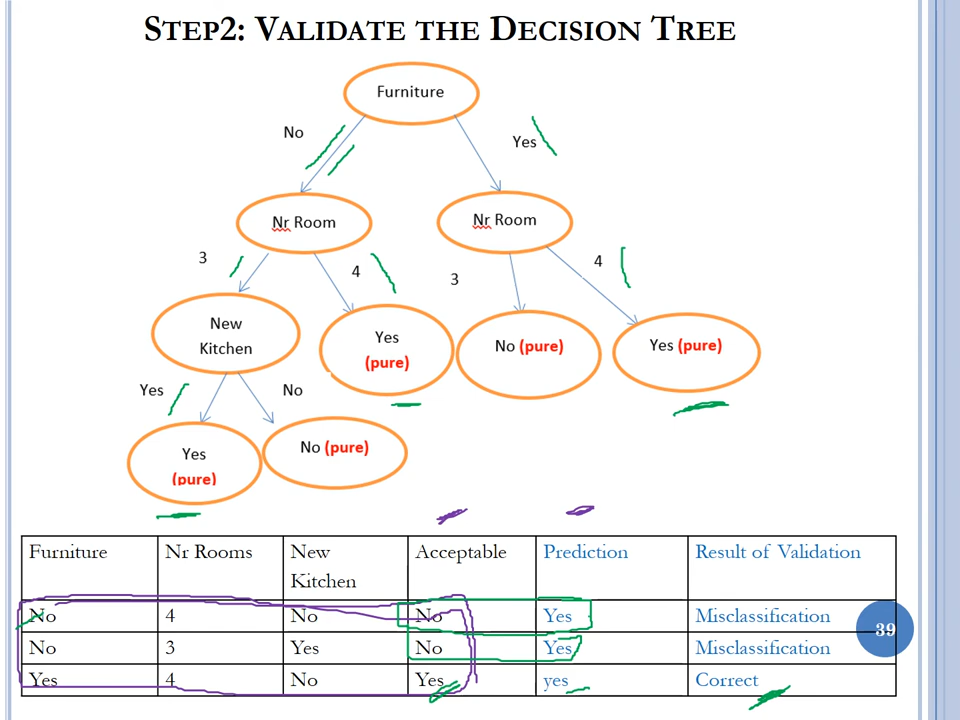 STEP2: VALIDATE THE DECISION TREE
Furniture
No
Yes
Nr Room
Nr Room
3
4
3
4
New
Kitchen
Yes
(pure)
No (pure)
Yes (pure)
Yes
No
Yes
(pure)
No (pure)
Furniture Nr Rooms New Kitchen Acceptable Prediction Result of Validation
No 4 No No Yes Misclassification
No 3 Yes No Yes Misclassification
Yes 4 No Yes yes Correct
39